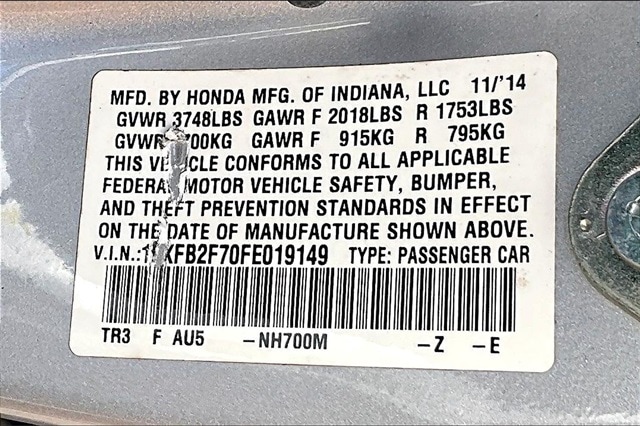 MFD. BY HONDA MFG. OF INDIANA, LLC 11/'14
GVWR 3748LBS GAWR F 2018LBS R 1753LBS
GVWR GAWR F 915KG R 795KG
THIS CONFORMS TO ALL APPLICABLE
MOTOR VEHICLE SAFETY, BUMPER,
AND THEFT PREVENTION STANDARDS IN EFFECT
ON THE DATE OF MANUFACTURE SHOWN ABOVE.
V.I.N.: TYPE: PASSENGER CAR
TR3 F AU5 -NH700M -Z -E